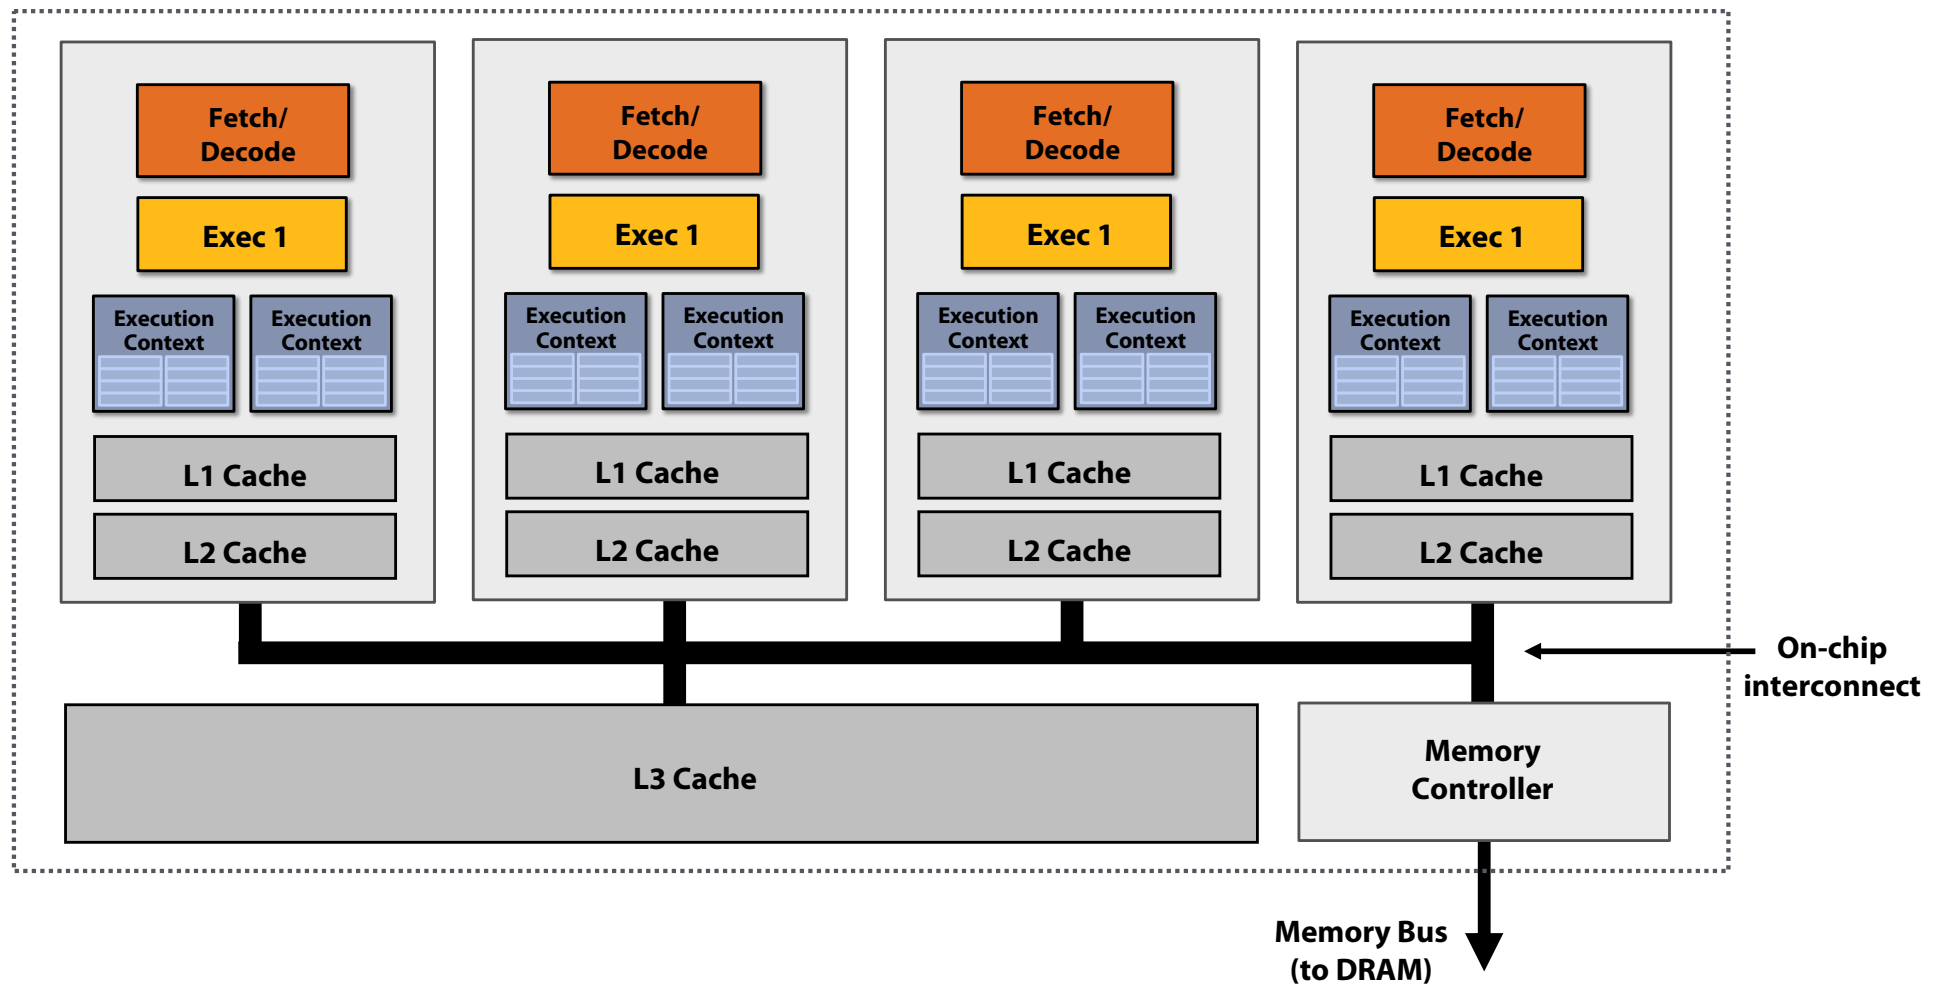 Fetch/
Decode
Exec 1
Execution
Context
Execution
Context
L1 Cache
L2 Cache
Fetch/
Decode
Exec 1
Execution
Context
Execution
Context
L1 Cache
L2 Cache
Fetch/
Decode
Exec 1
Execution
Context
Execution
Context
L1 Cache
L2 Cache
Fetch/
Decode
Exec 1
Execution
Context
Execution
Context
L1 Cache
L2 Cache
On-chip
interconnect
L3 Cache
Memory
Controller
Memory Bus
(to DRAM)